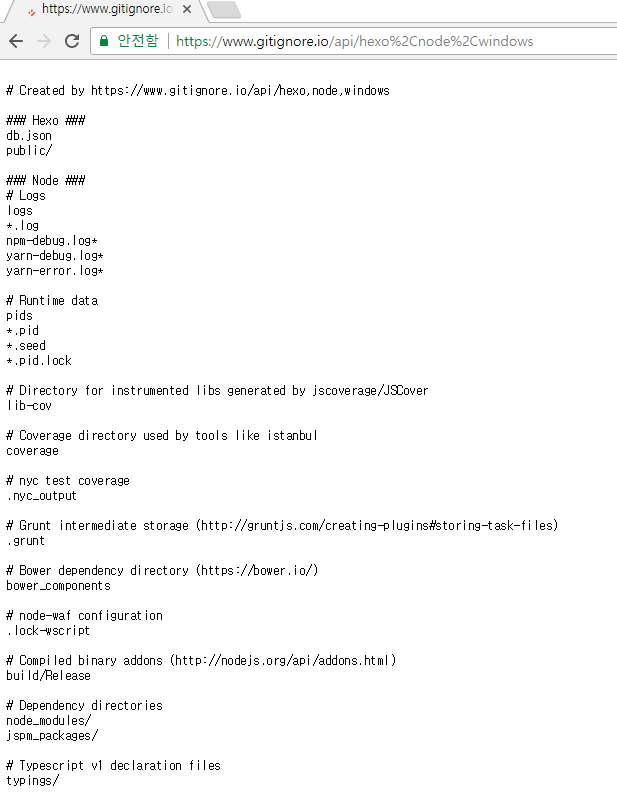 https://www.gitignore.io
안전함 | https://www.gitignore.io/api/hexo%2Cnode%2Cwindows
# Created by https://www.gitignore.io/api/hexo,node,windows
### Hexo ###
db.json
public/
### Node ###
# Logs
logs
*.log
npm-debug.log*
yarn-debug.log*
yarn-error.log*
# Runtime data
pids
*.pid
*.seed
*.pid.lock
# Directory for instrumented libs generated by jscoverage/JSCover
lib-cov
# Coverage directory used by tools like istanbul
coverage
# nyc test coverage
.nyc_output
# Grunt intermediate storage (http://gruntjs.com/creating-plugins#storing-task-files)
.grunt
# Bower dependency directory (https://bower.io/)
bower_components
# node-waf configuration
.lock-wscript
# Compiled binary addons (http://nodejs.org/api/addons.html)
build/Release
# Dependency directories
node_modules/
jspm_packages/
# Typescript v1 declaration files
typings/